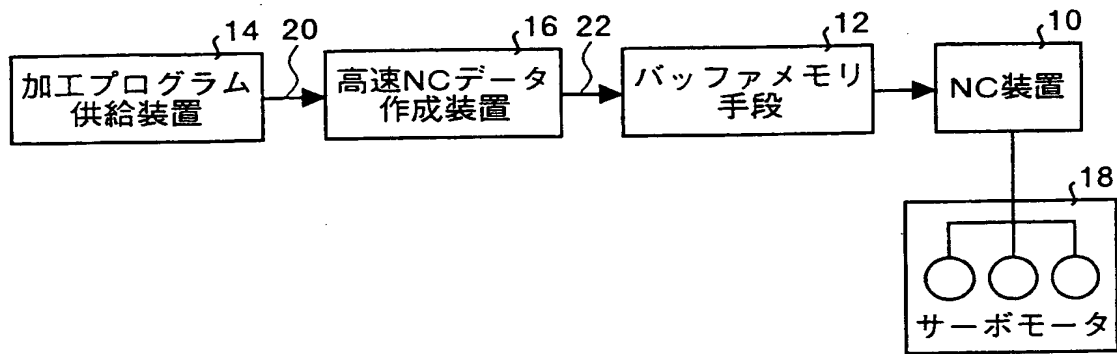 14
加工プログラム
供給装置
20
16
高速NCデータ
作成装置
22
12
バッファメモリ
手段
10
NC装置
18
サーボモータ